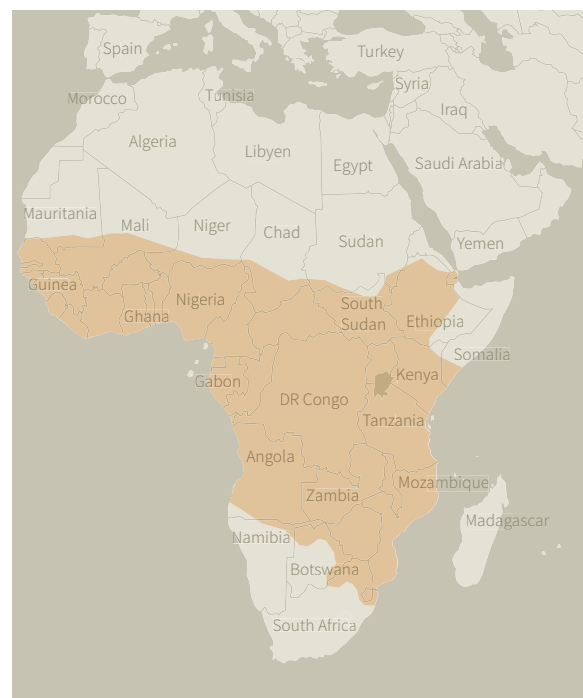 Spain
Turkey
Syria
Morocco
Tunisia
Iraq
Algeria
Libyen
Egypt
Saudi Arabia
Mauritania
Mali
Niger
Chad
Sudan
Yemen
Guinea
Nigeria
Ghana
South
Sudan
Ethiopia
Somalia
Gabon
DR Congo
Kenya
Tanzania
Angola
Zambia
Mozambique
Madagascar
Namibia
Botswana
South Africa